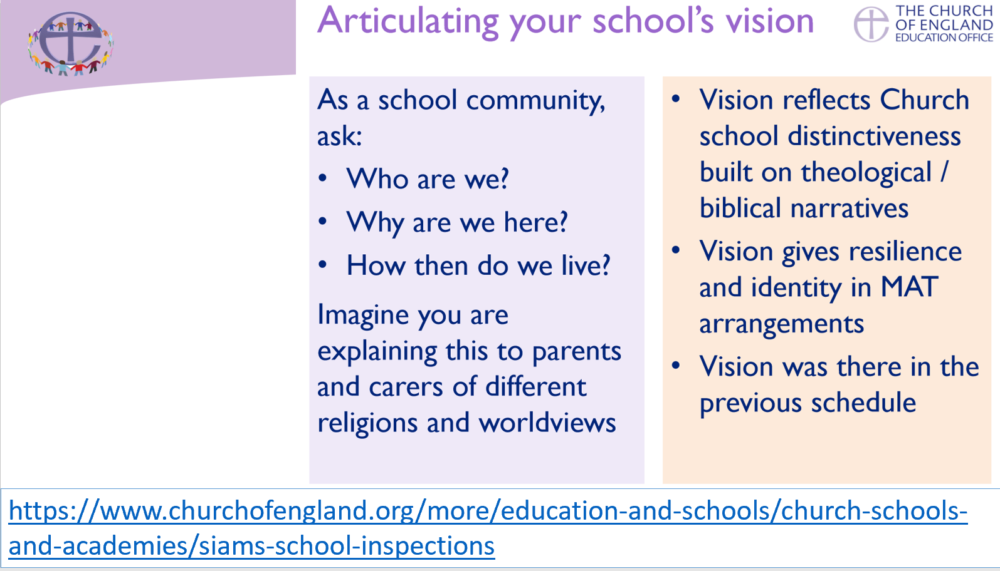 Articulating your school's vision
THE CHURCH
OF ENGLAND
EDUCATION OFFICE
As a school community,
ask:
• Who are we?
• Why are we here?
• How then do we live?
Imagine you are
explaining this to parents
and carers of different
religions and worldviews
• Vision reflects Church
school distinctiveness
built on theological /
biblical narratives
• Vision gives resilience
and identity in MAT
arrangements
• Vision was there in the
previous schedule
https://www.churchofengland.org/more/education-and-schools/church-schools-
and-academies/siams-school-inspections